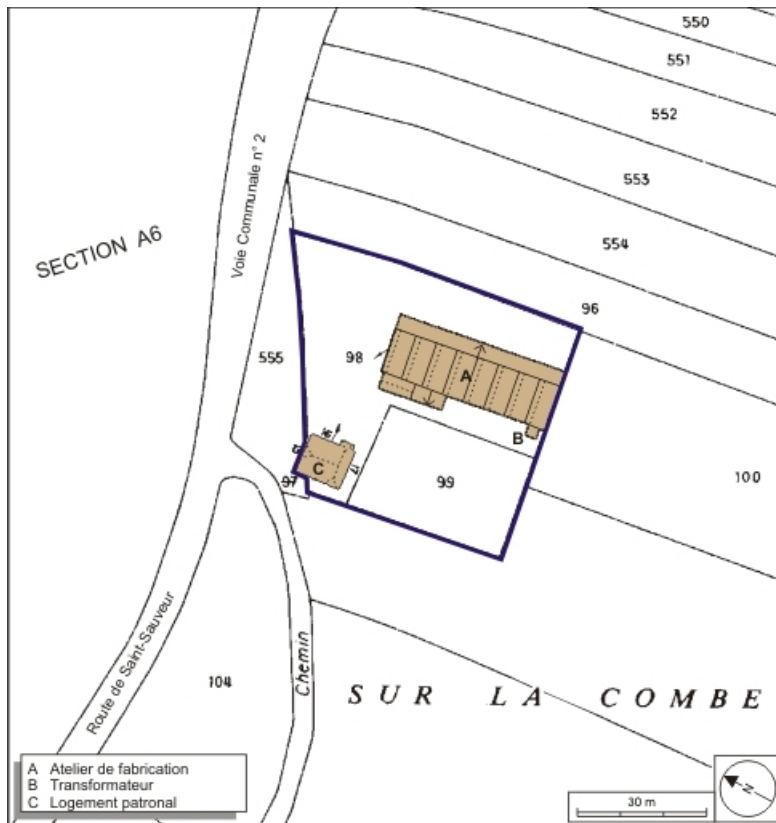 550
551
552
553
554
96
SECTION A6
Voie Communale n° 2
555
98
A
B
C
97
99
100
Route de Saint-Sauveur
104
Chemin
SUR LA COMBE
A Atelier de fabrication
B Transformateur
C Logement patronal
30 m
N